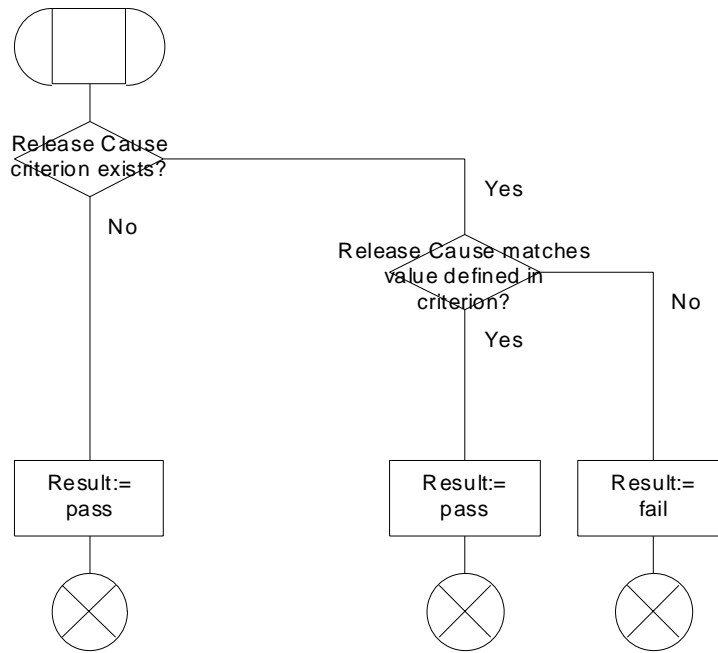 Release Cause
criterion exists?
Yes
No
Release Cause matches
value defined in
criterion?
No
Yes
Result:=
pass
Result:=
pass
Result:=
fail